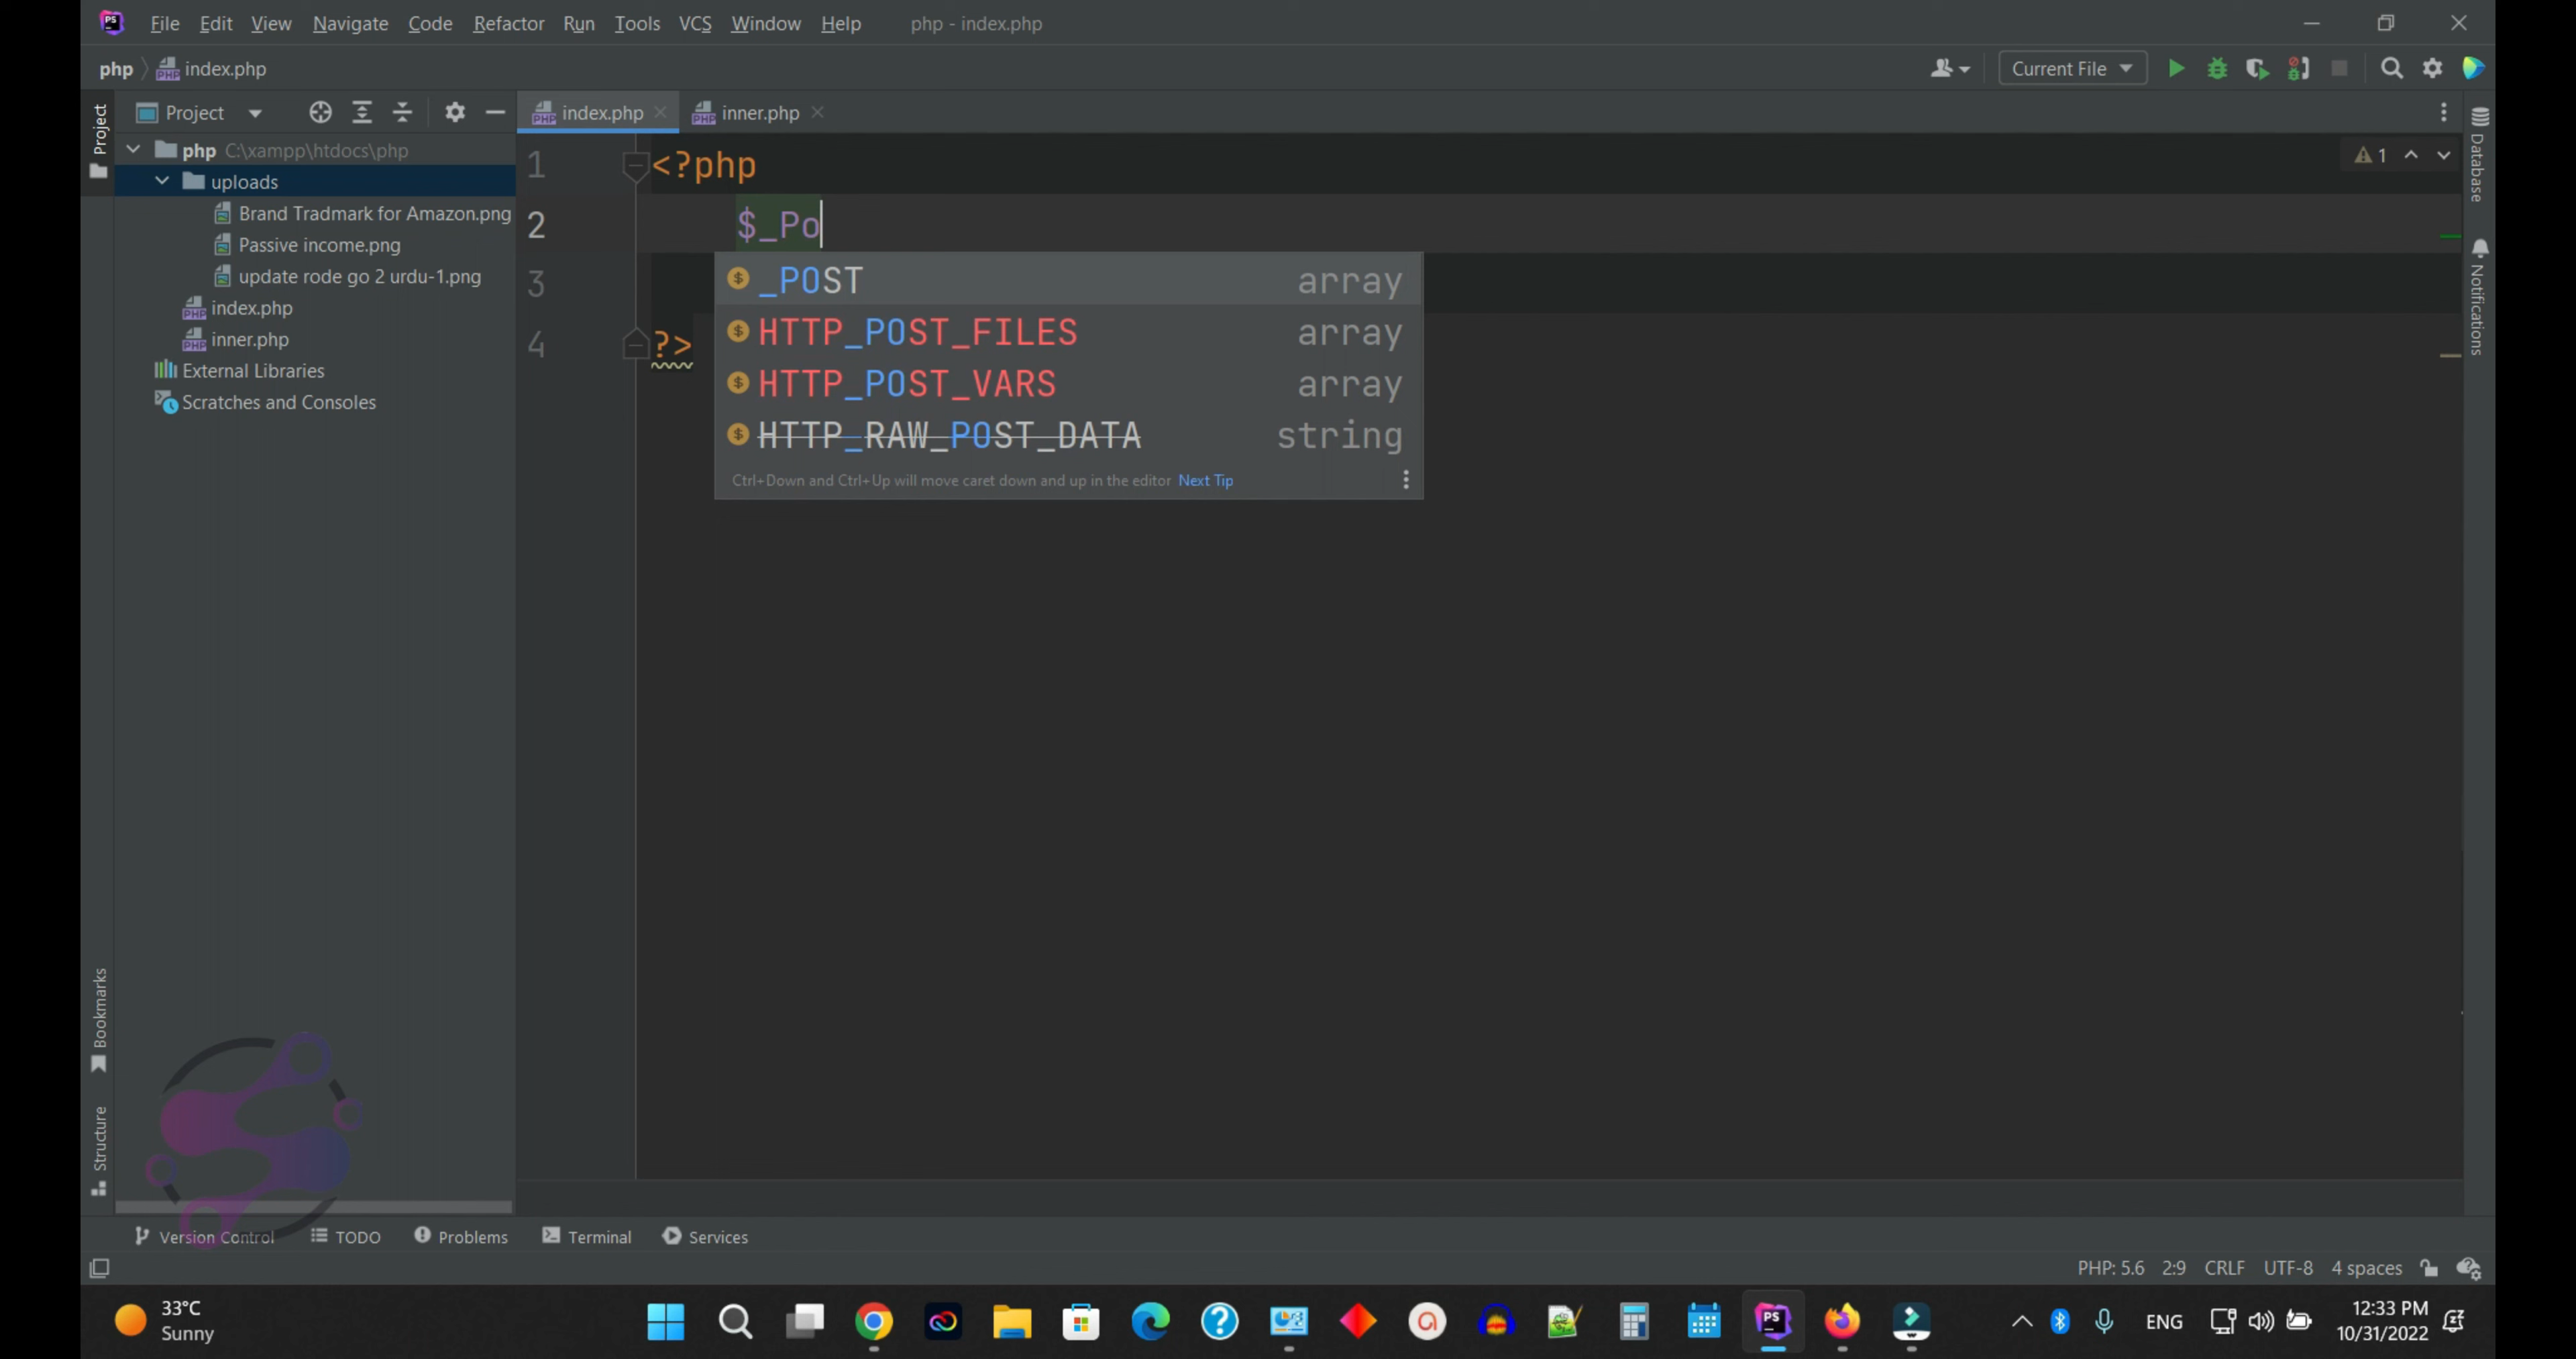 File Edit View Navigate Code Refactor Run Tools VCS Window Help php - index.php
php index.php Current File
Project
Project
index.php
inner.php
php C:\xampp\htdocs\php
uploads
Brand Tradmark for Amazon.png
Passive income.png
update rode go 2 urdu-1.png
index.php
inner.php
External Libraries
Scratches and Consoles
1 <?php
2 $_Po
3
4 ?>
1
_POST array
HTTP_POST_FILES array
HTTP_POST_VARS array
HTTP_RAW_POST_DATA string
Ctrl+Down and Ctrl+Up will move caret down and up in the editor Next Tip
Database
Notifications
Bookmarks
Structure
Version Control TODO Problems Terminal Services
PHP: 5.6 2:9 CRLF UTF-8 4 spaces
33°C
Sunny
ENG
12:33 PM
10/31/2022